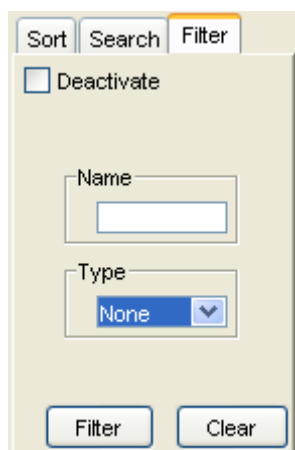 Sort Search Filter
Deactivate
Name
Type
None
Filter Clear